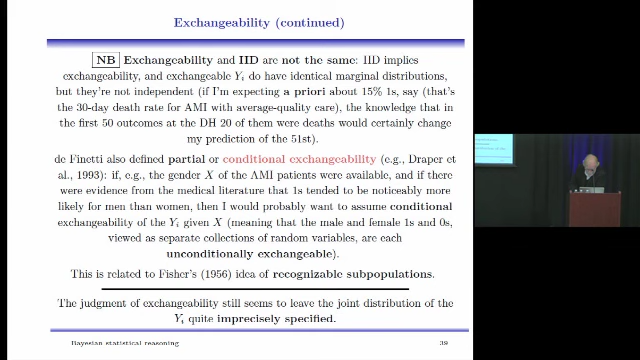 Exchangeability (continued)
NB Exchangeability and IID are not the same: IID implies
exchangeability, and exchangeable Yi do have identical marginal distributions,
but they're not independent (if I'm expecting a priori about 15% 1s, say (that's
the 30-day death rate for AMI with average-quality care), the knowledge that in
the first 50 outcomes at the DH 20 of them were deaths would certainly change
my prediction of the 51st).
de Finetti also defined partial or conditional exchangeability (e.g., Draper et
al., 1993): if, e.g., the gender X of the AMI patients were available, and if there
were evidence from the medical literature that 1s tended to be noticeably more
likely for men than women, then I would probably want to assume conditional
exchangeability of the Yi given X (meaning that the male and female 1s and 0s,
viewed as separate collections of random variables, are each
unconditionally exchangeable).
This is related to Fisher's (1956) idea of recognizable subpopulations.
The judgment of exchangeability still seems to leave the joint distribution of the
Yi quite imprecisely specified.
Bayesian statistical reasoning 39